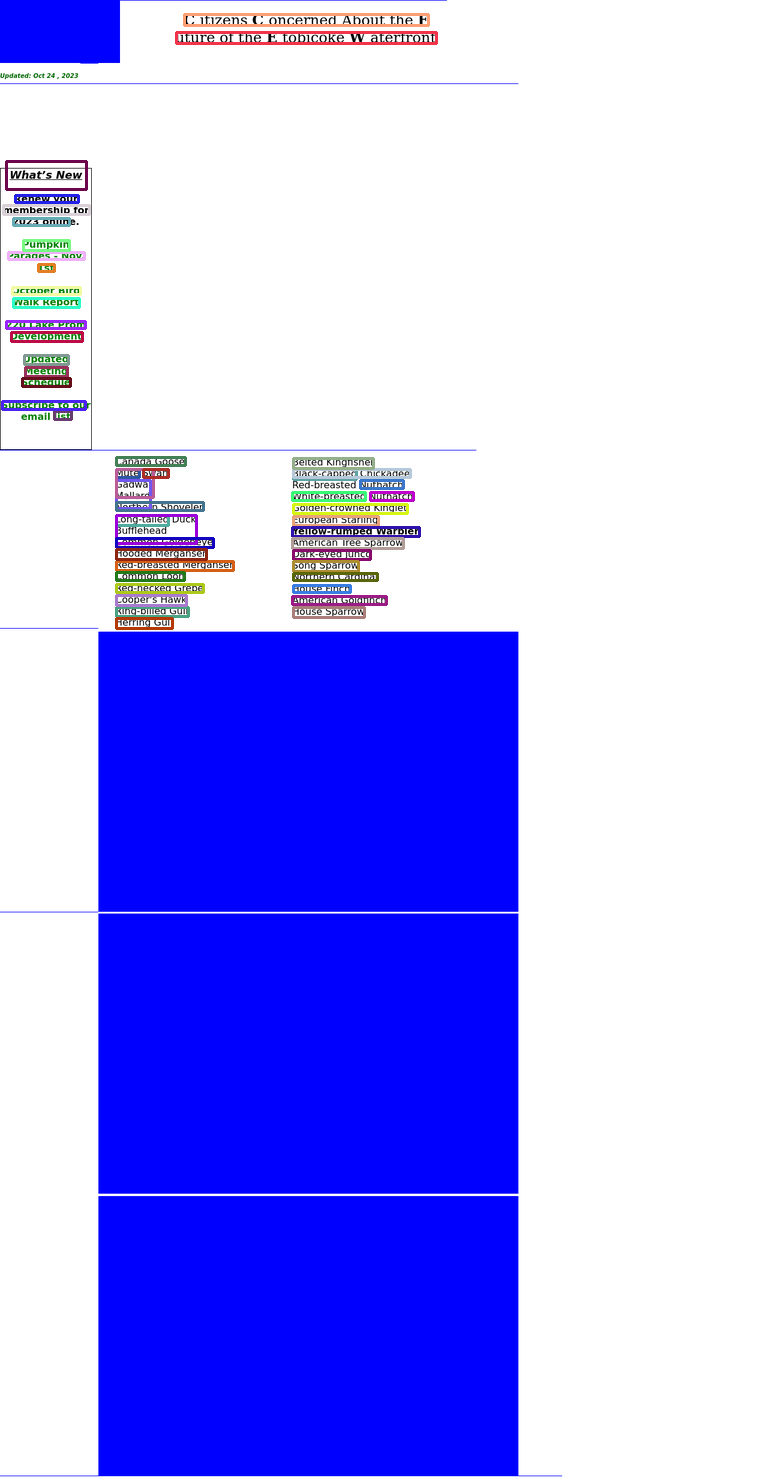 C itizens C oncerned About the F
uture of the E tobicoke W aterfront
Updated: Oct 24 , 2023
What's New
Renew your
membership for
2023 online.
Pumpkin
Parades - Nov.
1st
October Bird
Walk Report
220 Lake Prom
Development
Updated
Meeting
Schedule
Subscribe to our
email list
Canada Goose
Mute Swan
Gadwal
Mallard
Northern Shoveler
Long-tailed Duck
Bufflehead
Common Goldeneye
Hooded Merganser
Red-breasted Merganser
Common Loon
Red-necked Grebe
Cooper's Hawk
Ring-billed Gull
Herring Gull
Belted Kingfisher
Black-capped Chickadee
Red-breasted Nuthatch
White-breasted Nuthatch
Golden-crowned Kinglet
European Starling
Yellow-rumped Warbler
American Tree Sparrow
Dark-eyed Junco
Song Sparrow
Northern Cardinal
House Finch
American Goldfinch
House Sparrow